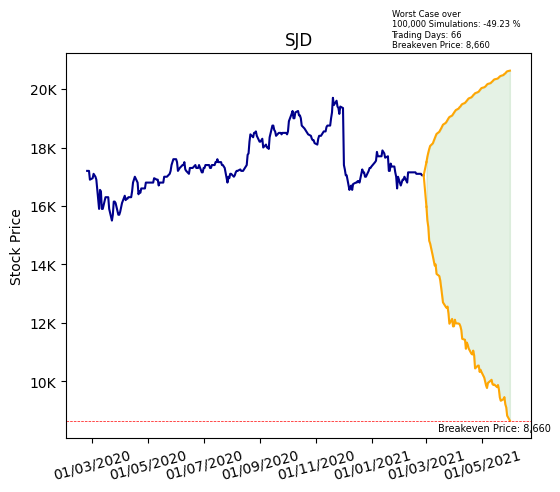 Worst Case over
100,000 Simulations: -49.23 %
Trading Days: 66
Breakeven Price: 8,660
SJD
Stock Price
20K
18K
16K
14K
12K
10K
Breakeven Price: 8,660
01/03/2020
01/05/2020
01/07/2020
01/09/2020
01/11/2020
01/01/2021
01/03/2021
01/05/2021